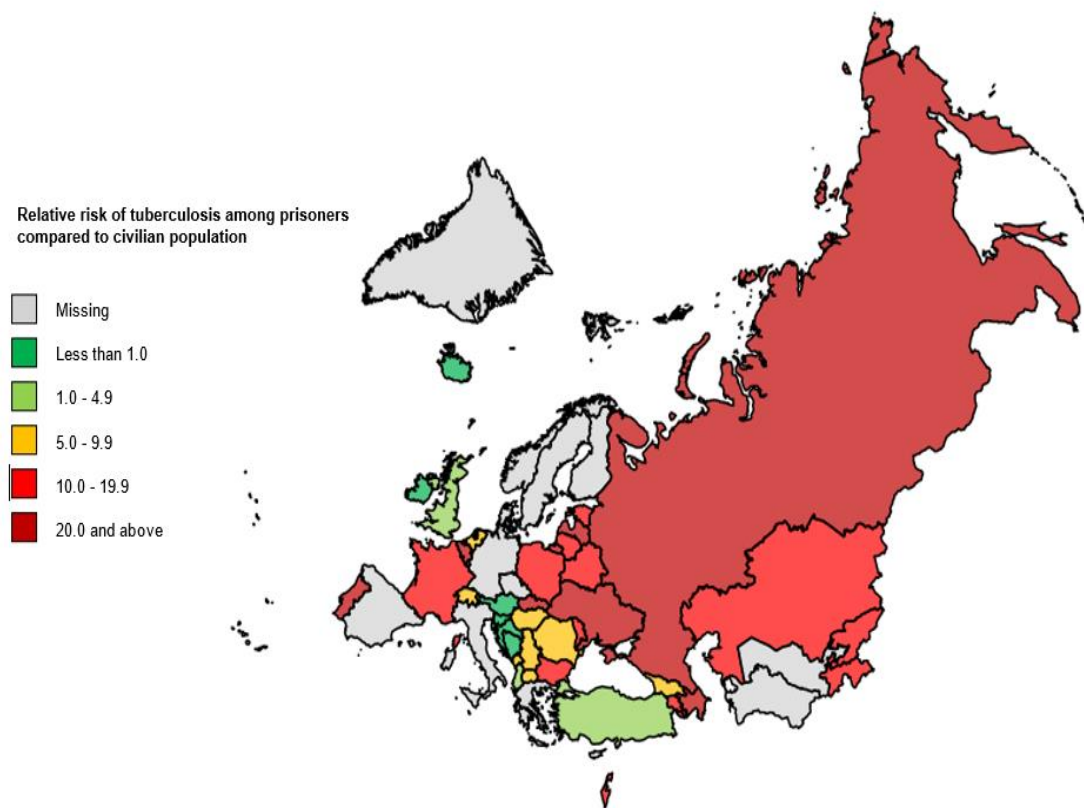 Relative risk of tuberculosis among prisoners
compared to civilian population
Missing
Less than 1.0
1.0 - 4.9
5.0 - 9.9
10.0 - 19.9
20.0 and above